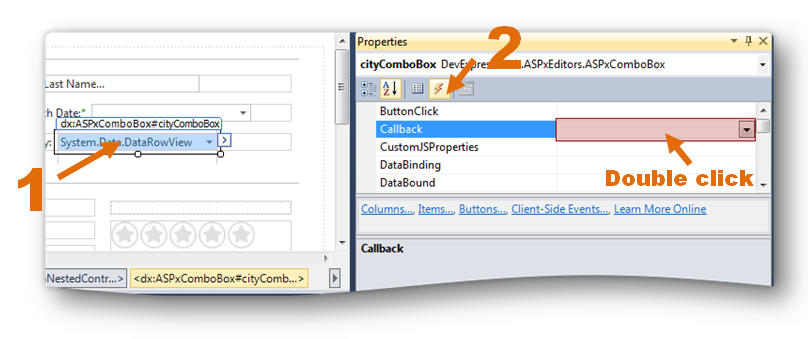 Properties
2
cityComboBox DevExpress.ASPxEditors.ASPxComboBox
Last Name...
ButtonClick
th Date:*
Callback
dx:ASPxComboBox#cityComboBox
y: System.Data.DataRowView
CustomJSProperties
DataBinding
1
DataBound
Double click
Columns..., Items..., Buttons..., Client-Side Events..., Learn More Online
Callback
NestedContr...>
<dx:ASPxComboBox#cityComb...>